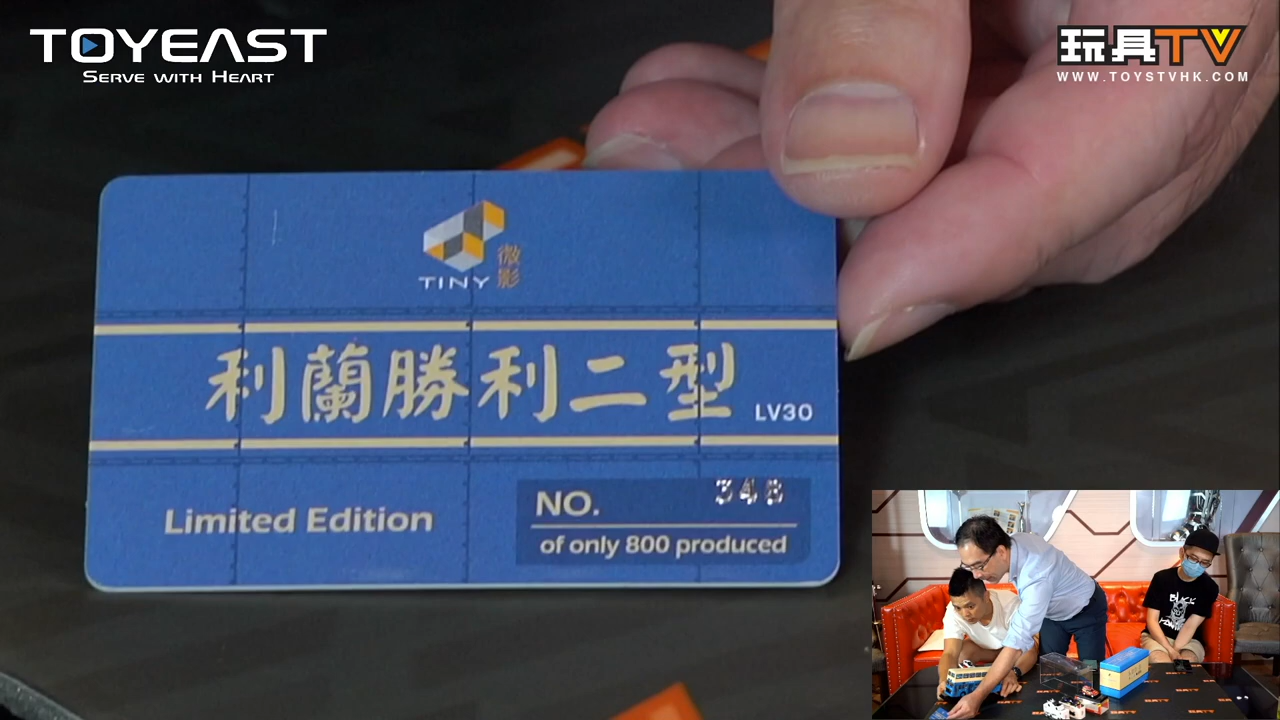 TOYEAST
SERVE WITH HEART
玩具TV
WWW.TOYSTVHK.COM
TINY 微影
利蘭勝利二型 LV30
Limited Edition
NO. 348
of only 800 produced